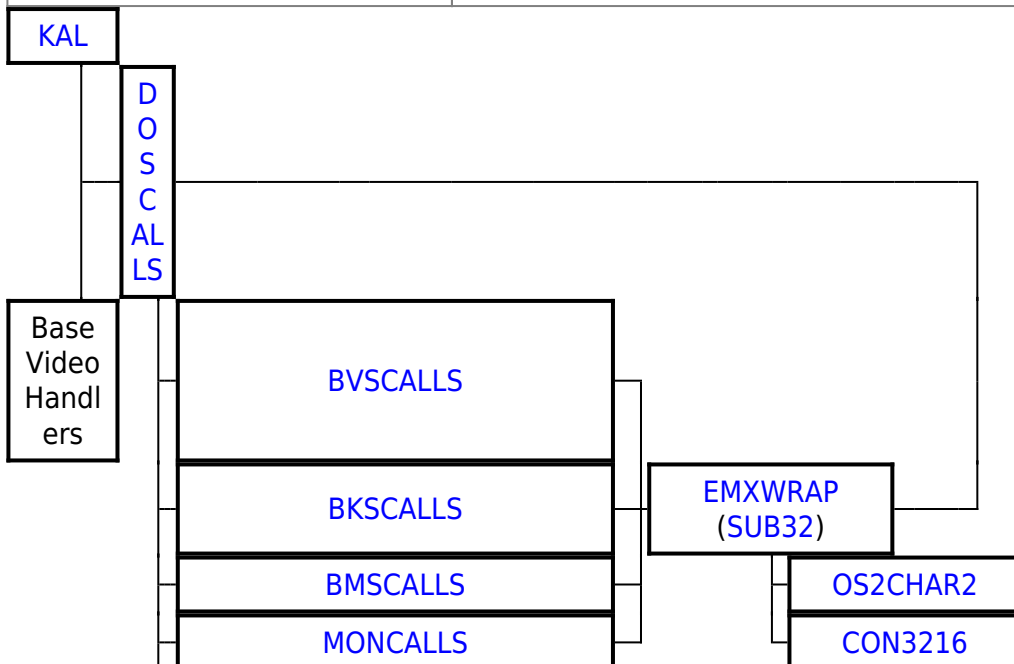 KAL
D
O
S
C
AL
LS
Base
Video
Handl
ers
BVSCALLS
BKSCALLS
EMXWRAP
(SUB32)
BMSCALLS
OS2CHAR2
MONCALLS
CON3216